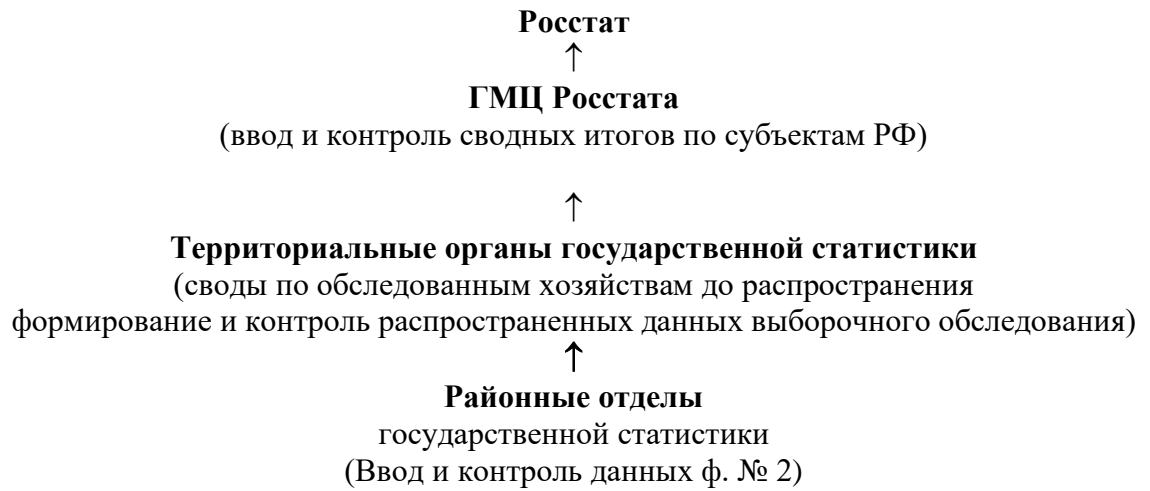 Росстат
↑
ГМЦ Росстата
(ввод и контроль сводных итогов по субъектам РФ)
↑
Территориальные органы государственной статистики
(своды по обследованным хозяйствам до распространения
формирование и контроль распространенных данных выборочного обследования)
↑
Районные отделы
государственной статистики
(Ввод и контроль данных ф. № 2)